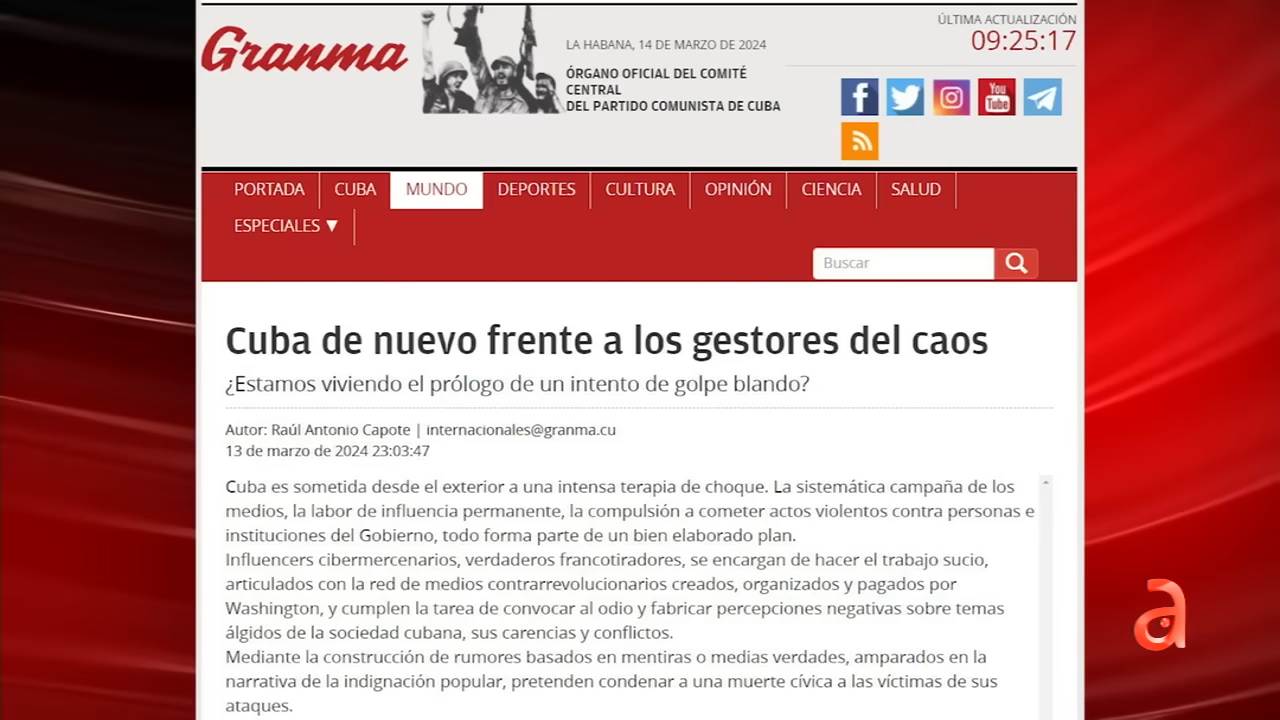 Granma
LA HABANA, 14 DE MARZO DE 2024
ÓRGANO OFICIAL DEL COMITÉ
CENTRAL
DEL PARTIDO COMUNISTA DE CUBA
ÚLTIMA ACTUALIZACIÓN
09:25:17
You
Tube
PORTADA CUBA MUNDO DEPORTES CULTURA OPINIÓN CIENCIA SALUD
ESPECIALES ▼
Buscar
Cuba de nuevo frente a los gestores del caos
¿Estamos viviendo el prólogo de un intento de golpe blando?
Autor: Raúl Antonio Capote | internacionales@granma.cu
13 de marzo de 2024 23:03:47
Cuba es sometida desde el exterior a una intensa terapia de choque. La sistemática campaña de los
medios, la labor de influencia permanente, la compulsión a cometer actos violentos contra personas e
instituciones del Gobierno, todo forma parte de un bien elaborado plan.
Influencers cibermercenarios, verdaderos francotiradores, se encargan de hacer el trabajo sucio,
articulados con la red de medios contrarrevolucionarios creados, organizados y pagados por
Washington, y cumplen la tarea de convocar al odio y fabricar percepciones negativas sobre temas
álgidos de la sociedad cubana, sus carencias y conflictos.
Mediante la construcción de rumores basados en mentiras o medias verdades, amparados en la
narrativa de la indignación popular, pretenden condenar a una muerte cívica a las víctimas de sus
ataques.
a